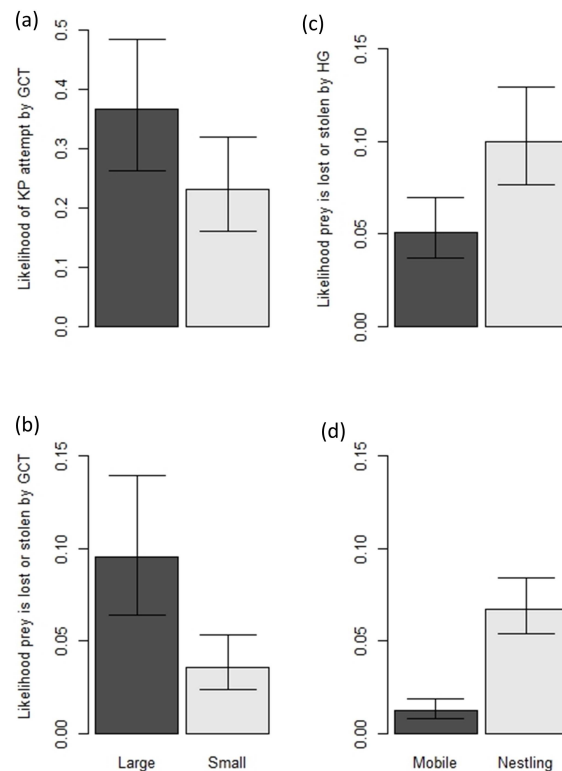 (a)
Likelihood of KP attempt by GCT
0.0 0.1 0.2 0.3 0.4 0.5
(c)
Likelihood prey is lost or stolen by HG
0.00 0.05 0.10 0.15
(b)
Likelihood prey is lost or stolen by GCT
0.00 0.05 0.10 0.15
Large Small
(d)
0.00 0.05 0.10 0.15
Mobile Nestling